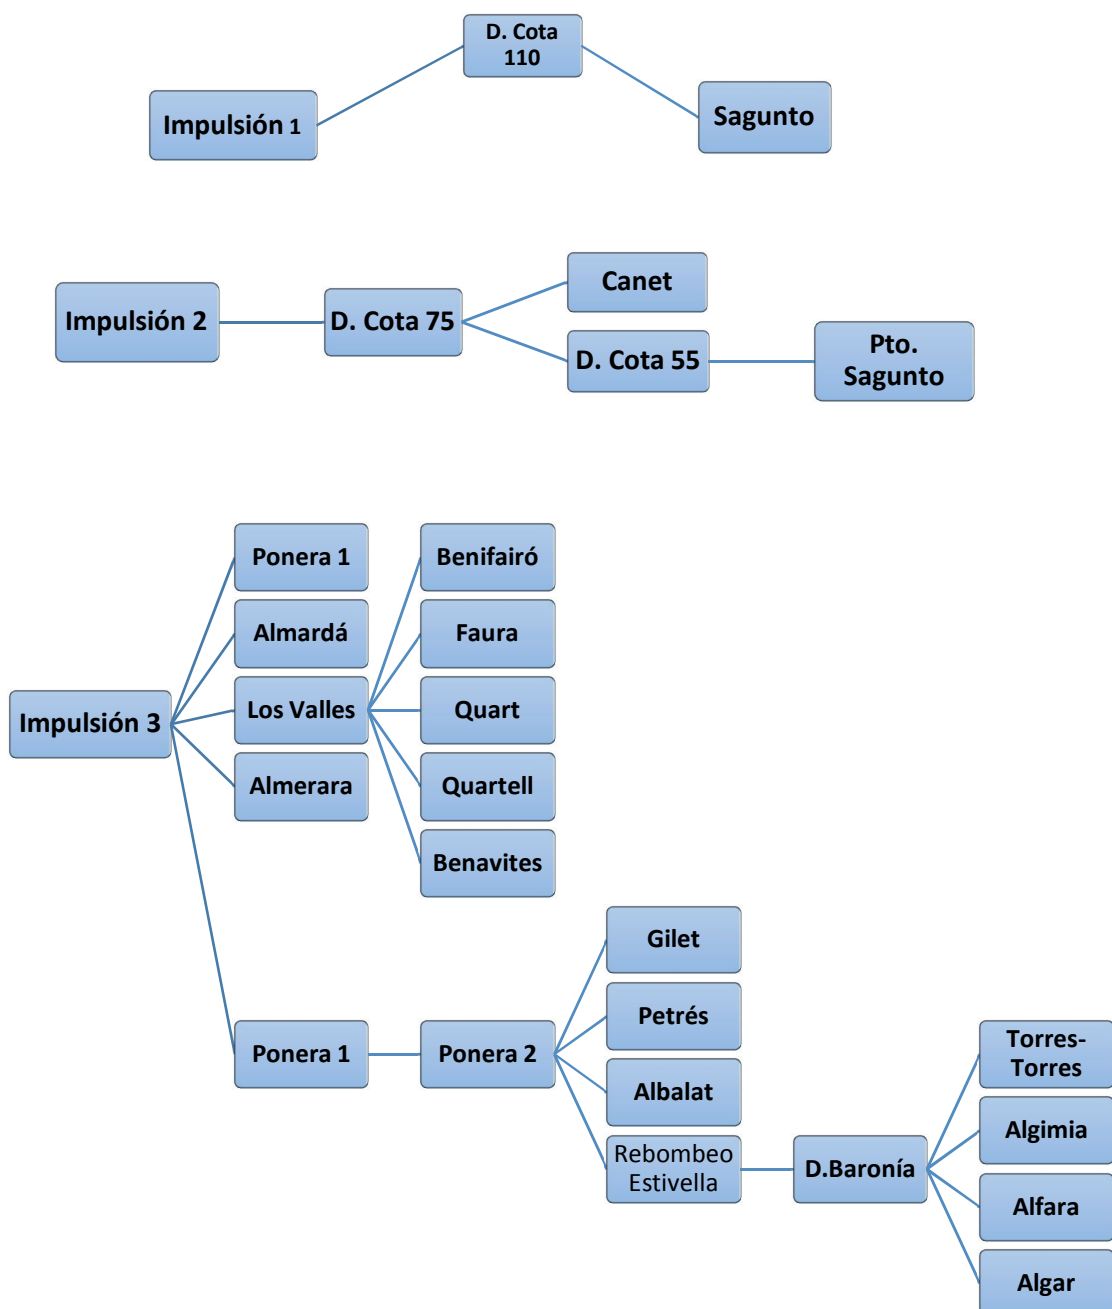 D. Cota
110
Impulsión 1
Sagunto
Impulsión 2
D. Cota 75
Canet
D. Cota 55
Pto.
Sagunto
Impulsión 3
Ponera 1
Almardá
Los Valles
Almerara
Benifairó
Faura
Quart
Quartell
Benavites
Ponera 1
Ponera 2
Gilet
Petrés
Albalat
Rebombeo
Estivella
D.Baronía
Torres-
Torres
Algimia
Alfara
Algar